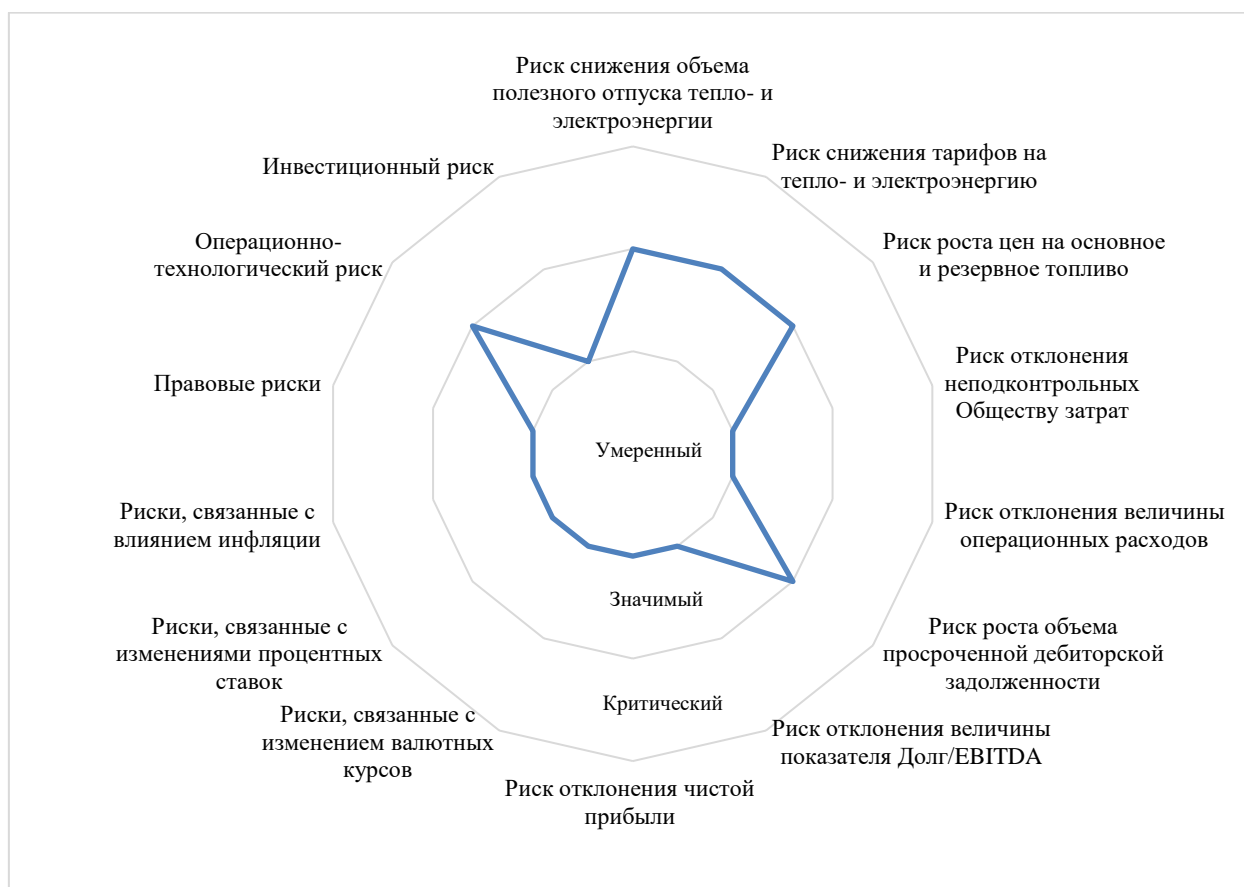 Риск снижения объема
полезного отпуска тепло- и
электроэнергии
Риск снижения тарифов на
тепло- и электроэнергию
Риск роста цен на основное
и резервное топливо
Риск отклонения
неподконтрольных
Обществу затрат
Риск отклонения величины
операционных расходов
Риск роста объема
просроченной дебиторской
задолженности
Риск отклонения величины
показателя Долг/EBITDA
Риск отклонения чистой
прибыли
Риски, связанные с
изменением валютных
курсов
Риски, связанные с
изменениями процентных
ставок
Риски, связанные с
влиянием инфляции
Правовые риски
Операционно-
технологический риск
Инвестиционный риск
Умеренный
Значимый
Критический